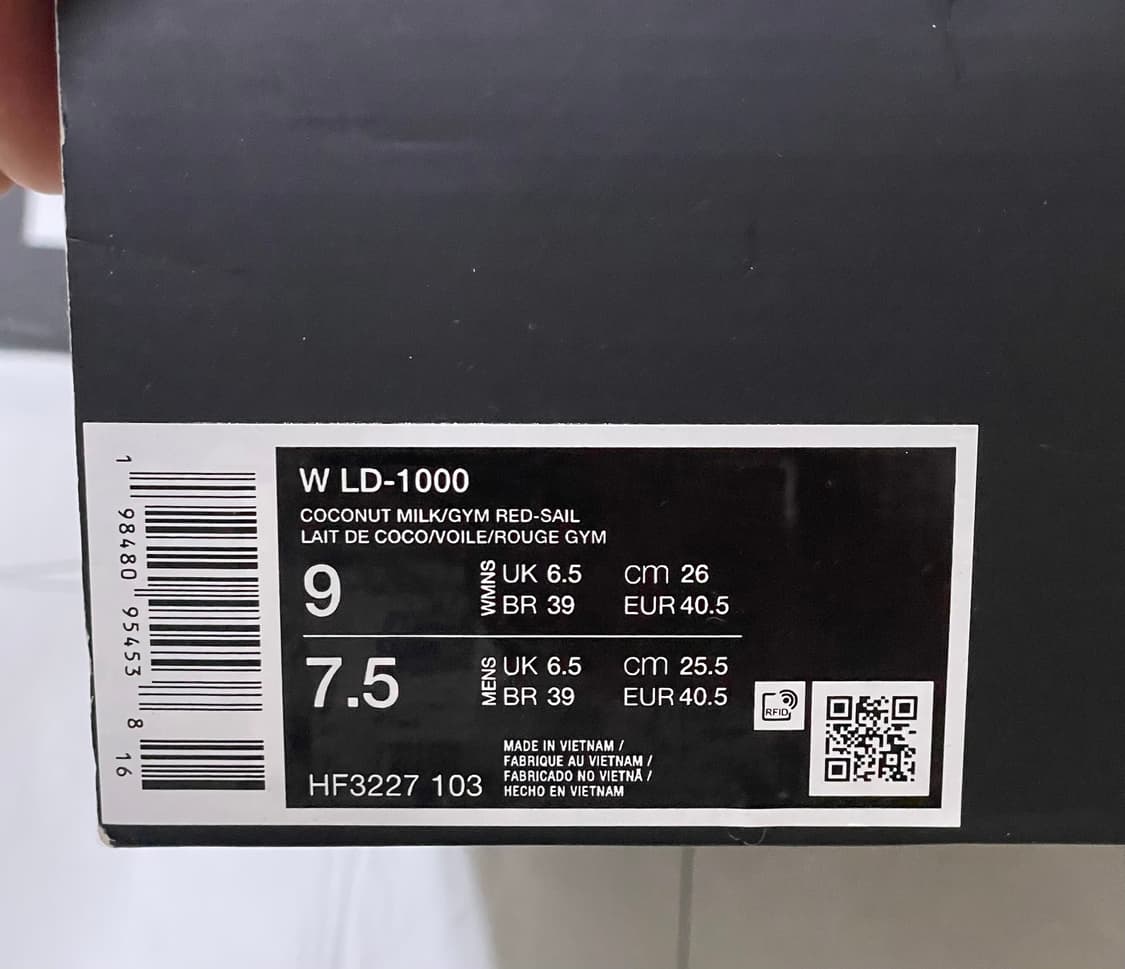 W LD-1000
COCONUT MILK/GYM RED-SAIL
LAIT DE COCO/VOILE/ROUGE GYM
9 WMNS UK 6.5 cm 26
BR 39 EUR 40.5
7.5 MENS UK 6.5 cm 25.5
BR 39 EUR 40.5
RFID
MADE IN VIETNAM /
FABRIQUE AU VIETNAM /
FABRICADO NO VIETNÃ /
HECHO EN VIETNAM
HF3227 103
1 98480 95453 8 16